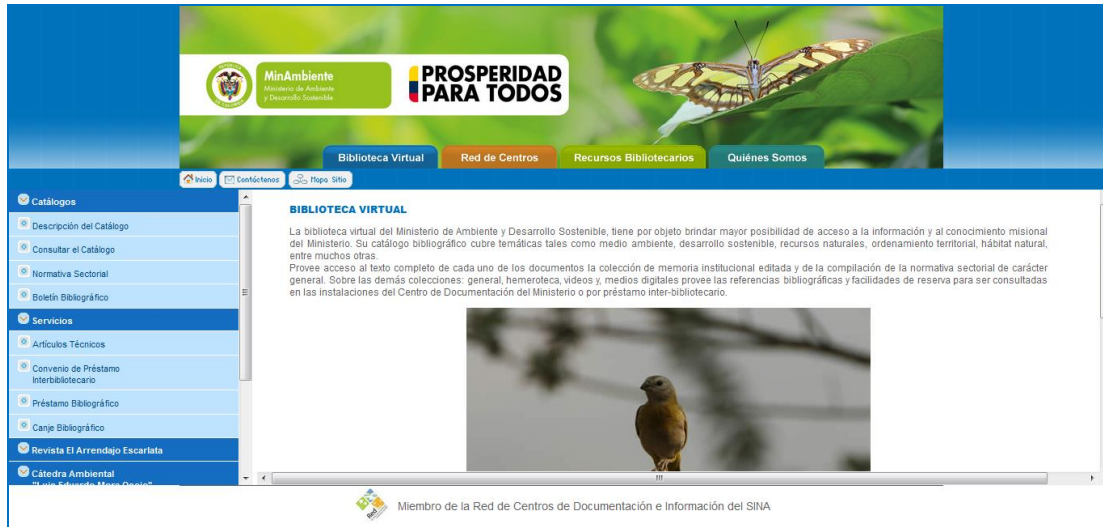 MinAmbiente
Ministerio de Ambiente
y Desarrollo Sostenible
PROSPERIDAD
PARA TODOS
Biblioteca Virtual
Red de Centros
Recursos Bibliotecarios
Quiénes Somos
Inicio
Contáctenos
Mapa Sitio
Catálogos
Descripción del Catálogo
Consultar el Catálogo
Normativa Sectorial
Boletín Bibliográfico
Servicios
Artículos Técnicos
Convenio de Préstamo
Interbibliotecario
Préstamo Bibliográfico
Canje Bibliográfico
Revista El Arrendajo Escarlata
Cátedra Ambiental
BIBLIOTECA VIRTUAL
La biblioteca virtual del Ministerio de Ambiente y Desarrollo Sostenible, tiene por objeto brindar mayor posibilidad de acceso a la información y al conocimiento misional
del Ministerio. Su catálogo bibliográfico cubre temáticas tales como medio ambiente, desarrollo sostenible, recursos naturales, ordenamiento territorial, hábitat natural,
entre muchos otras.
Provee acceso al texto completo de cada uno de los documentos la colección de memoria institucional editada y de la compilación de la normativa sectorial de carácter
general. Sobre las demás colecciones: general, hemeroteca, videos y, medios digitales provee las referencias bibliográficas y facilidades de reserva para ser consultadas
en las instalaciones del Centro de Documentación del Ministerio o por préstamo inter-bibliotecario.
Red
Miembro de la Red de Centros de Documentación e Información del SINA